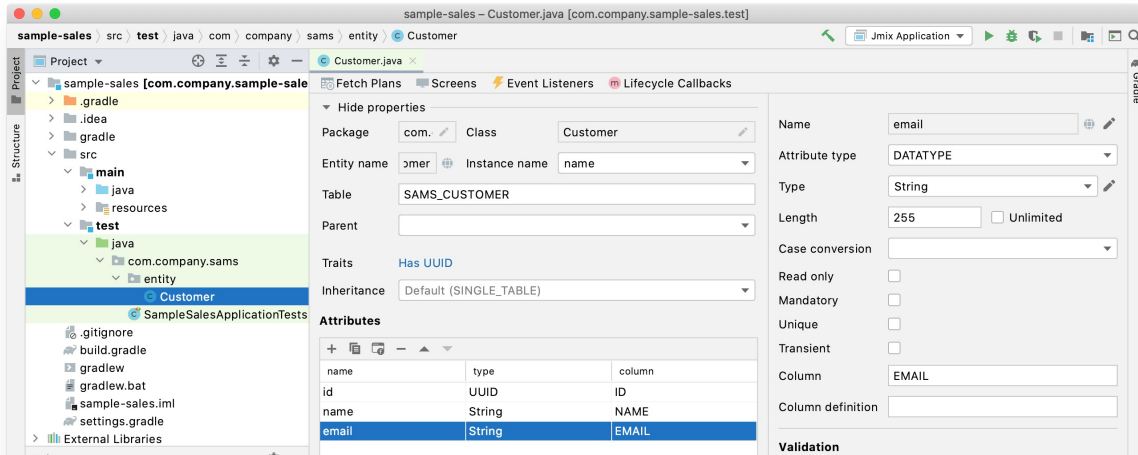 sample-sales – Customer.java [com.company.sample-sales.test]
sample-sales src test java com company sams entity Customer
Jmix Application
Project
Structure
Gradle
Project
sample-sales [com.company.sample-sale
.gradle
.idea
gradle
src
main
java
resources
test
java
com.company.sams
entity
Customer
SampleSalesApplicationTests
.gitignore
build.gradle
gradlew
gradlew.bat
sample-sales.iml
settings.gradle
External Libraries
Customer.java
Fetch Plans Screens Event Listeners Lifecycle Callbacks
Hide properties
Package com. Class Customer
Entity name omer Instance name name
Table SAMS_CUSTOMER
Parent
Traits Has UUID
Inheritance Default (SINGLE_TABLE)
Attributes
name type column
id UUID ID
name String NAME
email String EMAIL
Name email
Attribute type DATATYPE
Type String
Length 255 Unlimited
Case conversion
Read only
Mandatory
Unique
Transient
Column EMAIL
Column definition
Validation